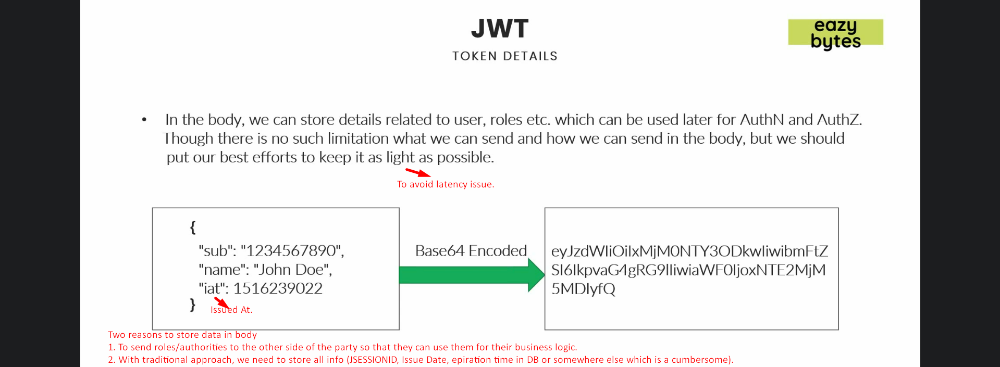 JWT
eazy
bytes
TOKEN DETAILS
• In the body, we can store details related to user, roles etc. which can be used later for AuthN and AuthZ.
Though there is no such limitation what we can send and how we can send in the body, but we should
put our best efforts to keep it as light as possible.
To avoid latency issue.
{
"sub": "1234567890",
"name": "John Doe",
"iat": 1516239022
}
Issued At.
Base64 Encoded
eyJzdWIiOiIxMjM0NTY3ODkwIiwibmFtZ
SI6IkpvaG4gRG9lIiwiaWF0IjoxNTE2MjM
5MDIyfQ
Two reasons to store data in body
1. To send roles/authorities to the other side of the party so that they can use them for their business logic.
2. With traditional approach, we need to store all info (JSESSIONID, Issue Date, epiration time in DB or somewhere else which is a cumbersome).